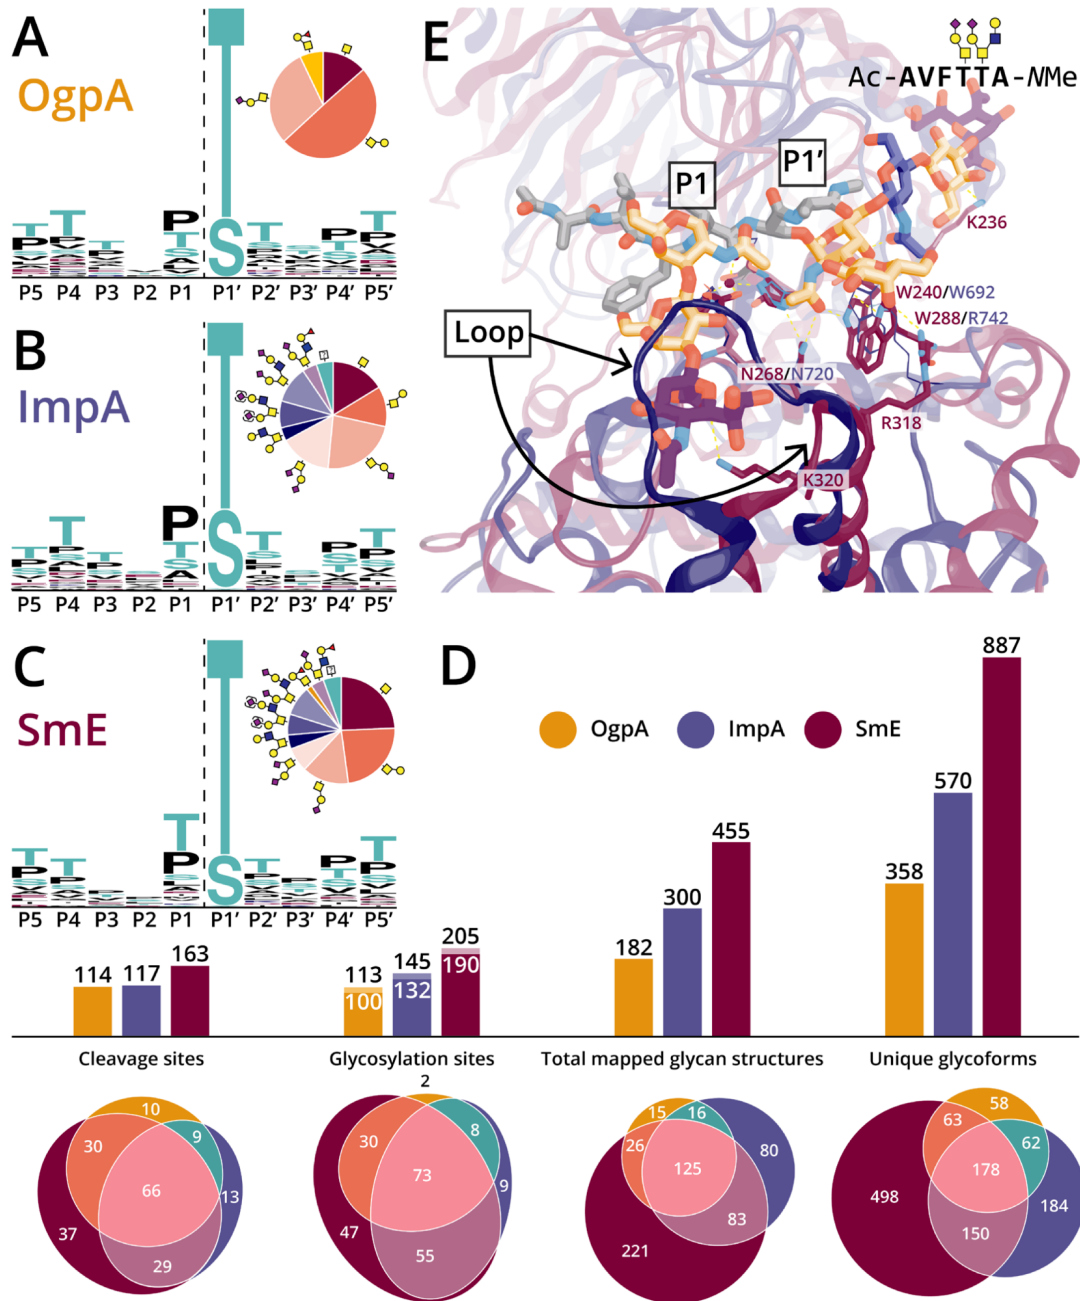 A
OgpA
P5 P4 P3 P2 P1 P1′ P2′ P3′ P4′ P5′
B
ImpA
?
P5 P4 P3 P2 P1 P1′ P2′ P3′ P4′ P5′
C
SmE
?
P5 P4 P3 P2 P1 P1′ P2′ P3′ P4′ P5′
E
Ac-AVFTTA-NMe
P1
P1′
K236
W240/W692
W288/R742
Loop
N268/N720
R318
K320
D
OgpA ImpA SmE
114 117 163
113 145 205
100 132 190
182 300 455
358 570 887
Cleavage sites
Glycosylation sites
Total mapped glycan structures
Unique glycoforms
10
30 9
66
13
37
29
2
30 8
73
9
47
55
15 16
26
125
80
83
221
58
63
62
178
498
184
150